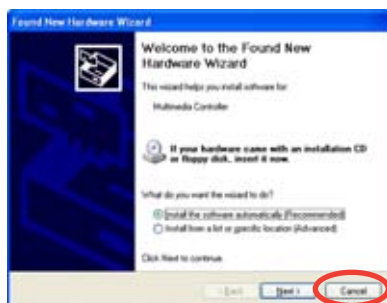 Found New Hardware Wizard
Welcome to the Found New
Hardware Wizard
This wizard helps you install software for:
Multimedia Controller
If your hardware came with an installation CD
or floppy disk, insert it now.
What do you want the wizard to do?
Install the software automatically (Recommended)
Install from a list or specific location (Advanced)
Click Next to continue.
< Back
Next >
Cancel